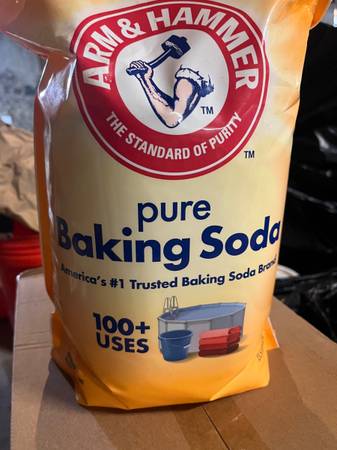 ARM & HAMMER
TM
THE STANDARD OF PURITY
TM
pure
Baking Soda
America's #1 Trusted Baking Soda Brand
100+
USES